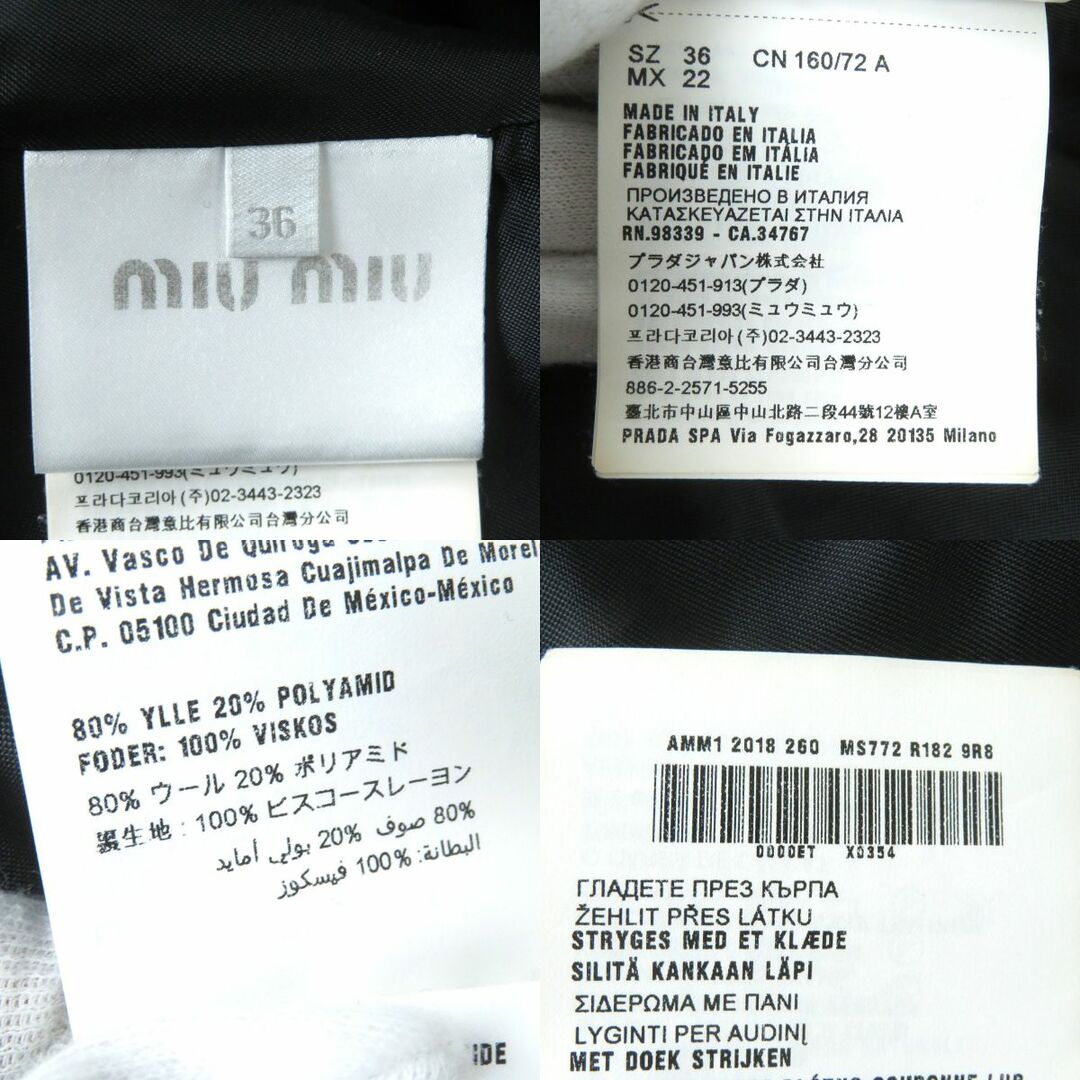 36
miu miu
0120-451-993(ミュウミュウ)
프라다코리아(주)02-3443-2323
香港商台灣意比有限公司台灣分公司
SZ 36 CN 160/72 A
MX 22
MADE IN ITALY
FABRICADO EN ITALIA
FABRICADO EM ITÁLIA
FABRIQUÉ EN ITALIE
ПРОИЗВЕДЕНО В ИТАЛИЯ
ΚΑΤΑΣΚΕΥΑΖΕΤΑΙ ΣΤΗΝ ΙΤΑΛΙΑ
RN.98339 - CA.34767
プラダジャパン株式会社
0120-451-913(プラダ)
0120-451-993(ミュウミュウ)
프라다코리아(주)02-3443-2323
香港商台灣意比有限公司台灣分公司
886-2-2571-5255
臺北市中山區中山北路二段44號12樓A室
PRADA SPA Via Fogazzaro,28 20135 Milano
AV. Vasco De Quiroga
De Vista Hermosa Cuajimalpa De Morel
C.P. 05100 Ciudad De México-México
80% YLLE 20% POLYAMID
FODER: 100% VISKOS
80% ウール 20% ポリアミド
裏生地 : 100% ビスコースレーヨン
80% صوف 20% بولي أمايد
البطانة: 100% فيسكوز
IDE
AMM1 2018 260 MS772 R182 9R8
0000ET X0354
ГЛАДЕТЕ ПРЕЗ КЪРПА
ŽEHLIT PŘES LÁTKU
STRYGES MED ET KLÆDE
SILITÄ KANKAAN LÄPI
ΣΙΔΕΡΩΜΑ ΜΕ ΠΑΝΙ
LYGINTI PER AUDINĮ
MET DOEK STRIJKEN